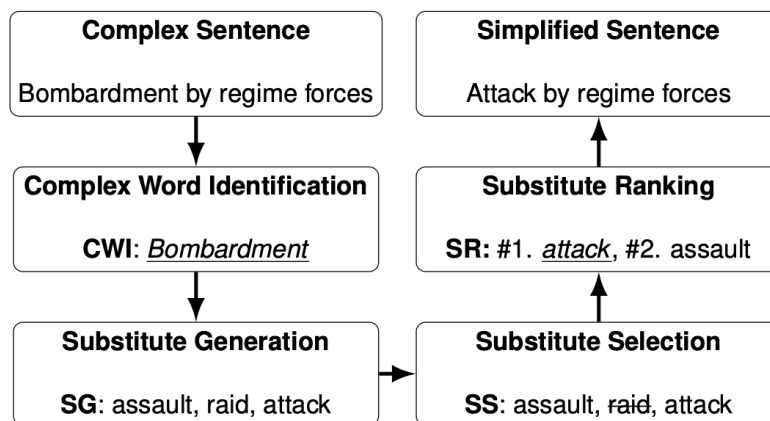 Complex Sentence
Bombardment by regime forces
Complex Word Identification
CWI: Bombardment
Substitute Generation
SG: assault, raid, attack
Substitute Selection
SS: assault, raid, attack
Substitute Ranking
SR: #1. attack, #2. assault
Simplified Sentence
Attack by regime forces